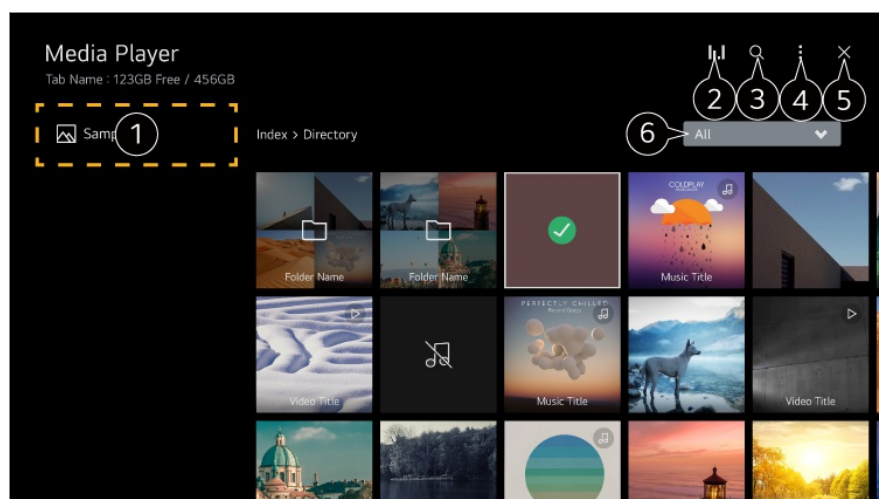 Media Player
Tab Name : 123GB Free / 456GB
2 3 4 5
1
Index > Directory
6
All
COLDPLAY
Folder Name
Folder Name
Music Title
PERFECTLY CHILLED
Video Title
Music Title
Video Title